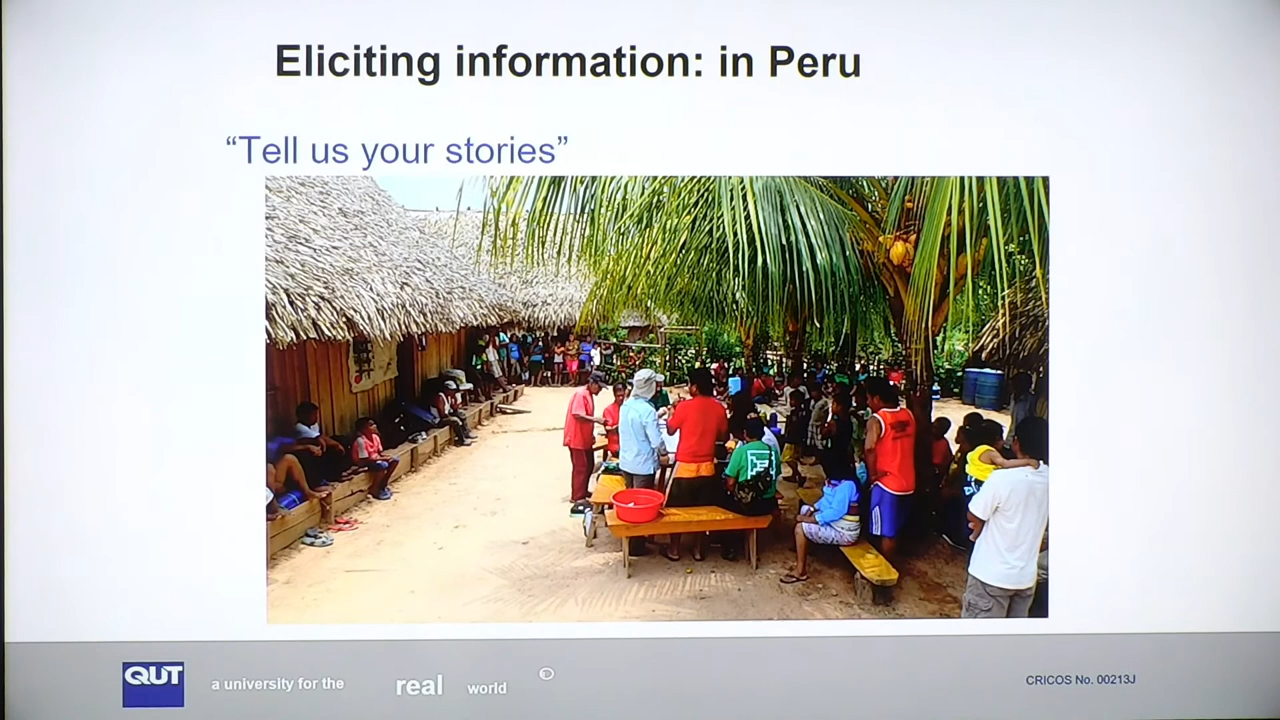 Eliciting information: in Peru
“Tell us your stories”
QUT
a university for the real world
CRICOS No. 00213J